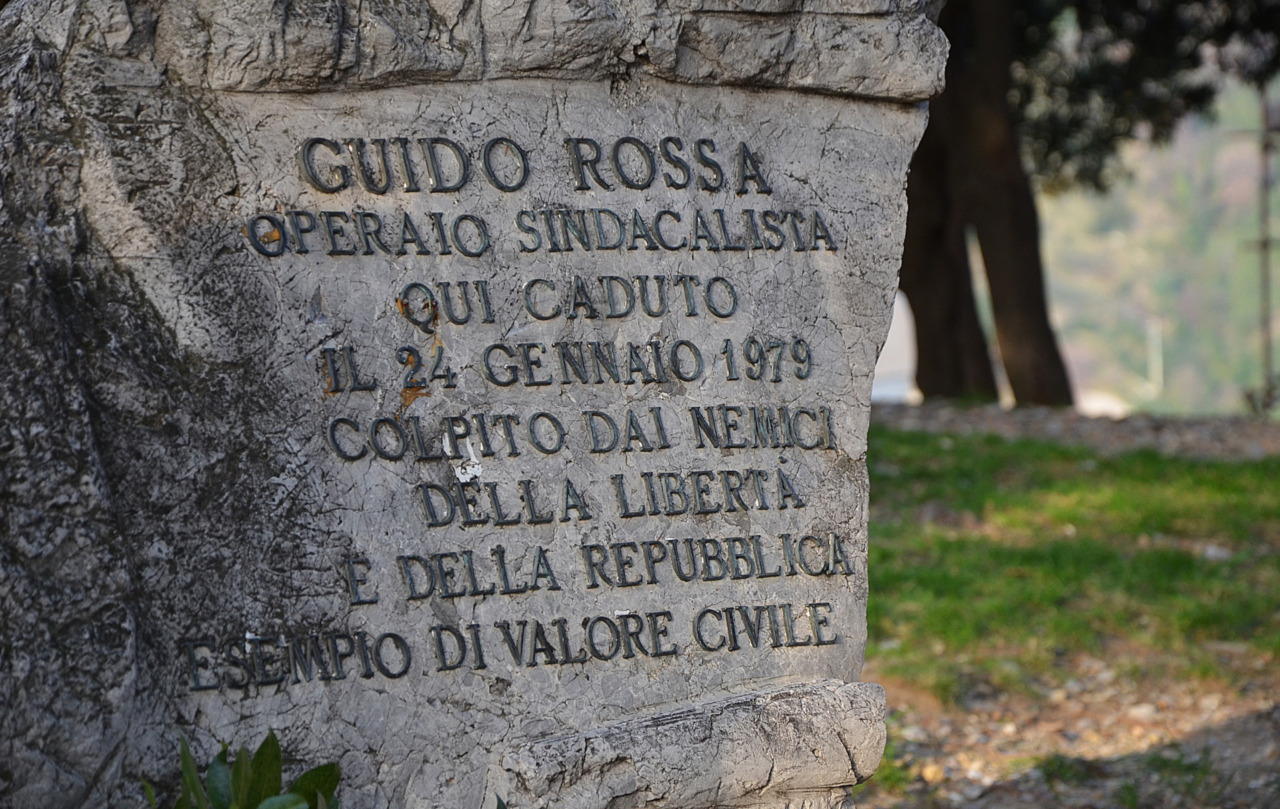 GUIDO ROSSA
OPERAIO SINDACALISTA
QUI CADUTO
IL 24 GENNAIO 1979
COLPITO DAI NEMICI
DELLA LIBERTÀ
E DELLA REPUBBLICA
ESEMPIO DI VALORE CIVILE